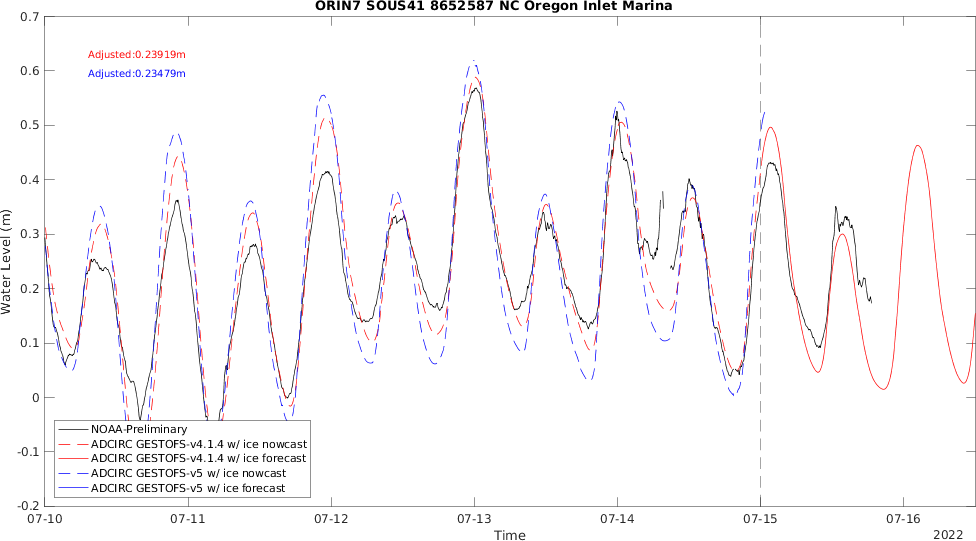 ORIN7 SOUS41 8652587 NC Oregon Inlet Marina
0.7
Adjusted:0.23919m
0.6
Adjusted:0.23479m
0.5
0.4
0.3
Water Level (m)
0.2
0.1
0
NOAA-Preliminary
ADCIRC GESTOFS-v4.1.4 w/ ice nowcast
-0.1
ADCIRC GESTOFS-v4.1.4 w/ ice forecast
ADCIRC GESTOFS-v5 w/ ice nowcast
ADCIRC GESTOFS-v5 w/ ice forecast
-0.2
07-10 07-11 07-12 07-13 07-14 07-15 07-16
Time
2022